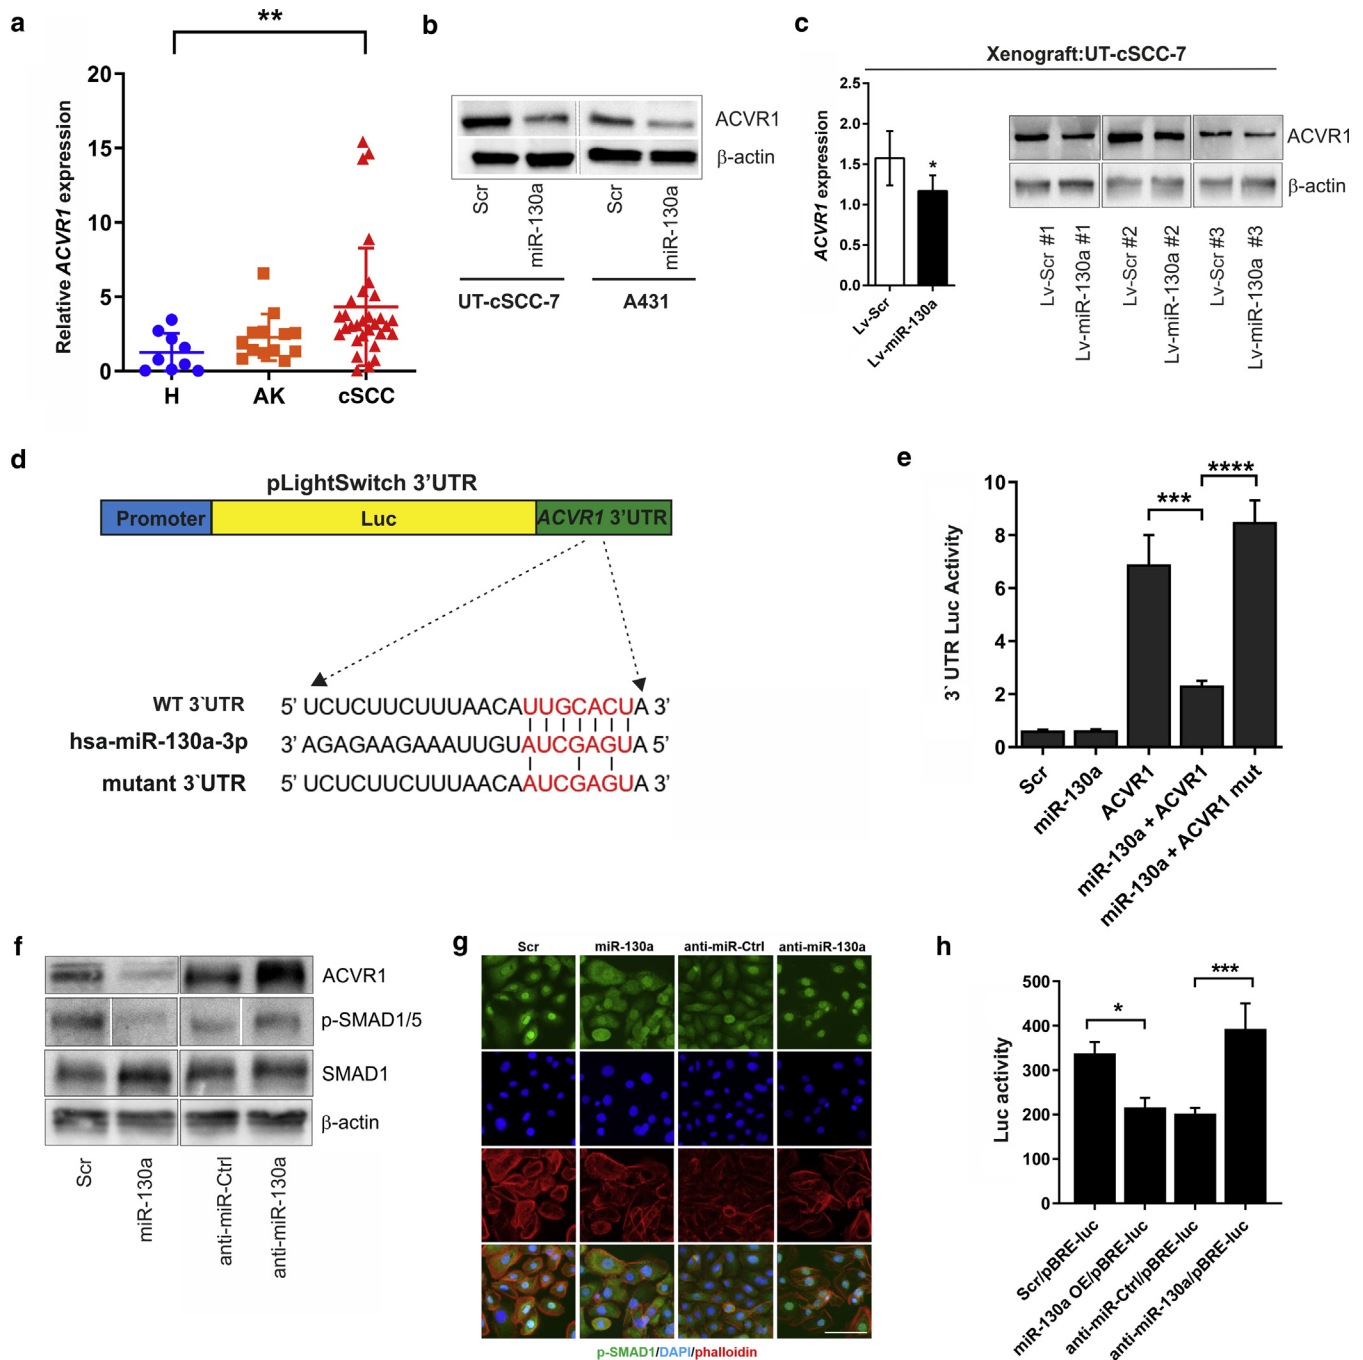 a
**
Relative ACVR1 expression
20
15
10
5
0
H
AK
cSCC
b
ACVR1
β-actin
Scr
miR-130a
Scr
miR-130a
UT-cSCC-7
A431
c
Xenograft:UT-cSCC-7
ACVR1 expression
2.5
2.0
1.5
1.0
0.5
0.0
*
Lv-Scr
Lv-miR-130a
ACVR1
β-actin
Lv-Scr #1
Lv-miR-130a #1
Lv-Scr #2
Lv-miR-130a #2
Lv-Scr #3
Lv-miR-130a #3
d
pLightSwitch 3'UTR
Promoter
Luc
ACVR1 3'UTR
WT 3`UTR 5' UCUCUUCUUUAACAUUGCACUA 3'
hsa-miR-130a-3p 3' AGAGAAGAAAUUGUAUCGAGUA 5'
mutant 3`UTR 5' UCUCUUCUUUAACAAUCGAGUA 3'
e
3` UTR Luc Activity
10
8
6
4
2
0
***
****
Scr
miR-130a
ACVR1
miR-130a + ACVR1
miR-130a + ACVR1 mut
f
ACVR1
p-SMAD1/5
SMAD1
β-actin
Scr
miR-130a
anti-miR-Ctrl
anti-miR-130a
g
Scr
miR-130a
anti-miR-Ctrl
anti-miR-130a
p-SMAD1/DAPI/phalloidin
h
Luc activity
500
400
300
200
100
0
*
***
Scr/pBRE-luc
miR-130a OE/pBRE-luc
anti-miR-Ctrl/pBRE-luc
anti-miR-130a/pBRE-luc